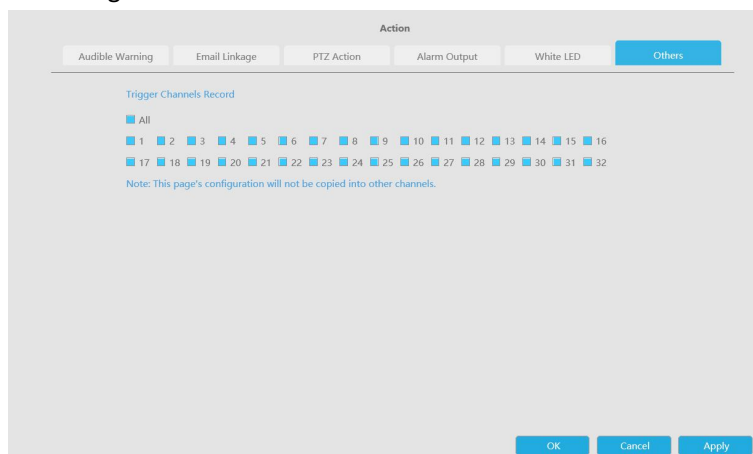 Action
Audible Warning Email Linkage PTZ Action Alarm Output White LED Others
Trigger Channels Record
All
1 2 3 4 5 6 7 8 9 10 11 12 13 14 15 16
17 18 19 20 21 22 23 24 25 26 27 28 29 30 31 32
Note: This page's configuration will not be copied into other channels.
OK Cancel Apply